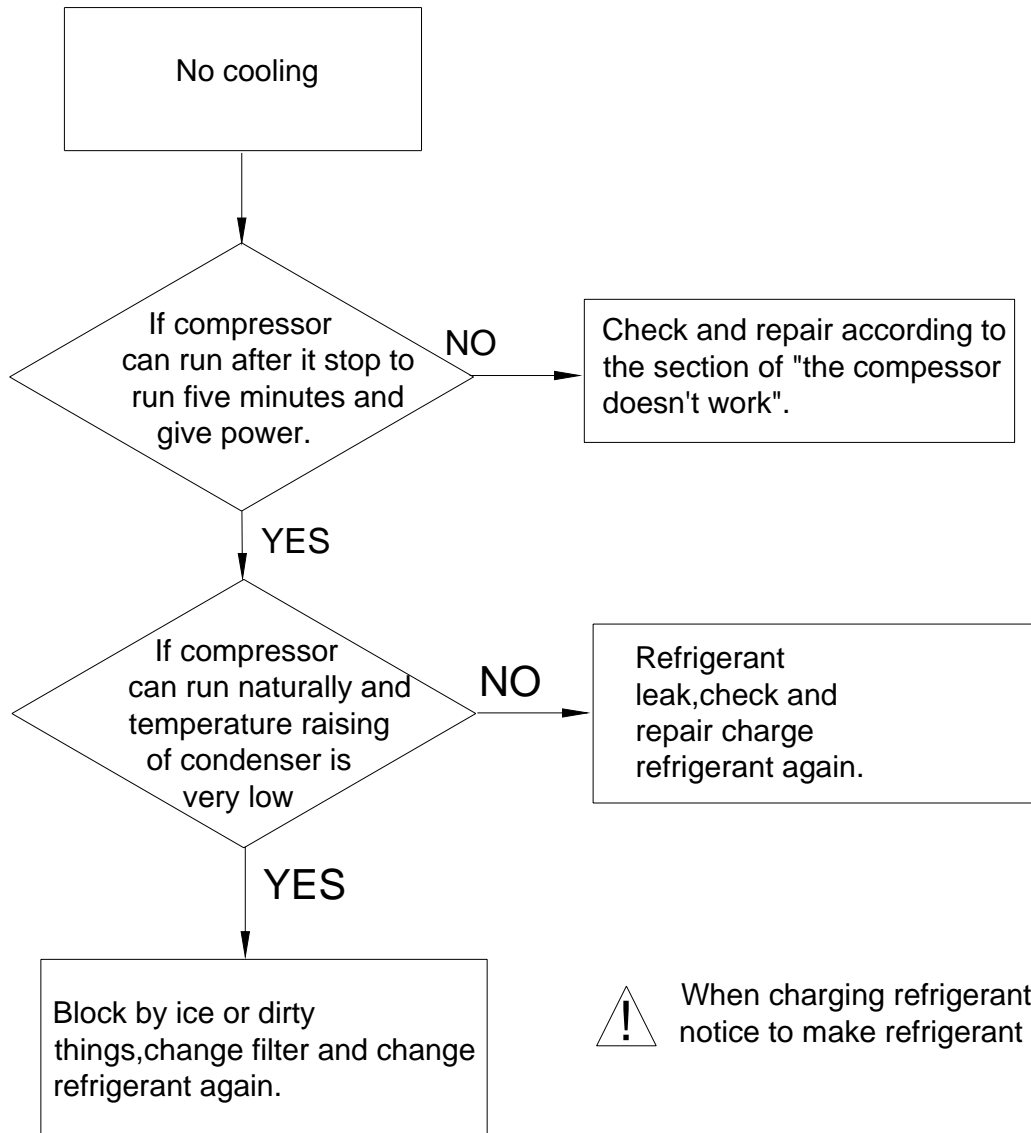 No cooling
If compressor
can run after it stop to
run five minutes and
give power.
NO
Check and repair according to
the section of "the compessor
doesn't work".
YES
If compressor
can run naturally and
temperature raising
of condenser is
very low
NO
Refrigerant
leak,check and
repair charge
refrigerant again.
YES
Block by ice or dirty
things,change filter and change
refrigerant again.
!
When charging refrigerant
notice to make refrigerant